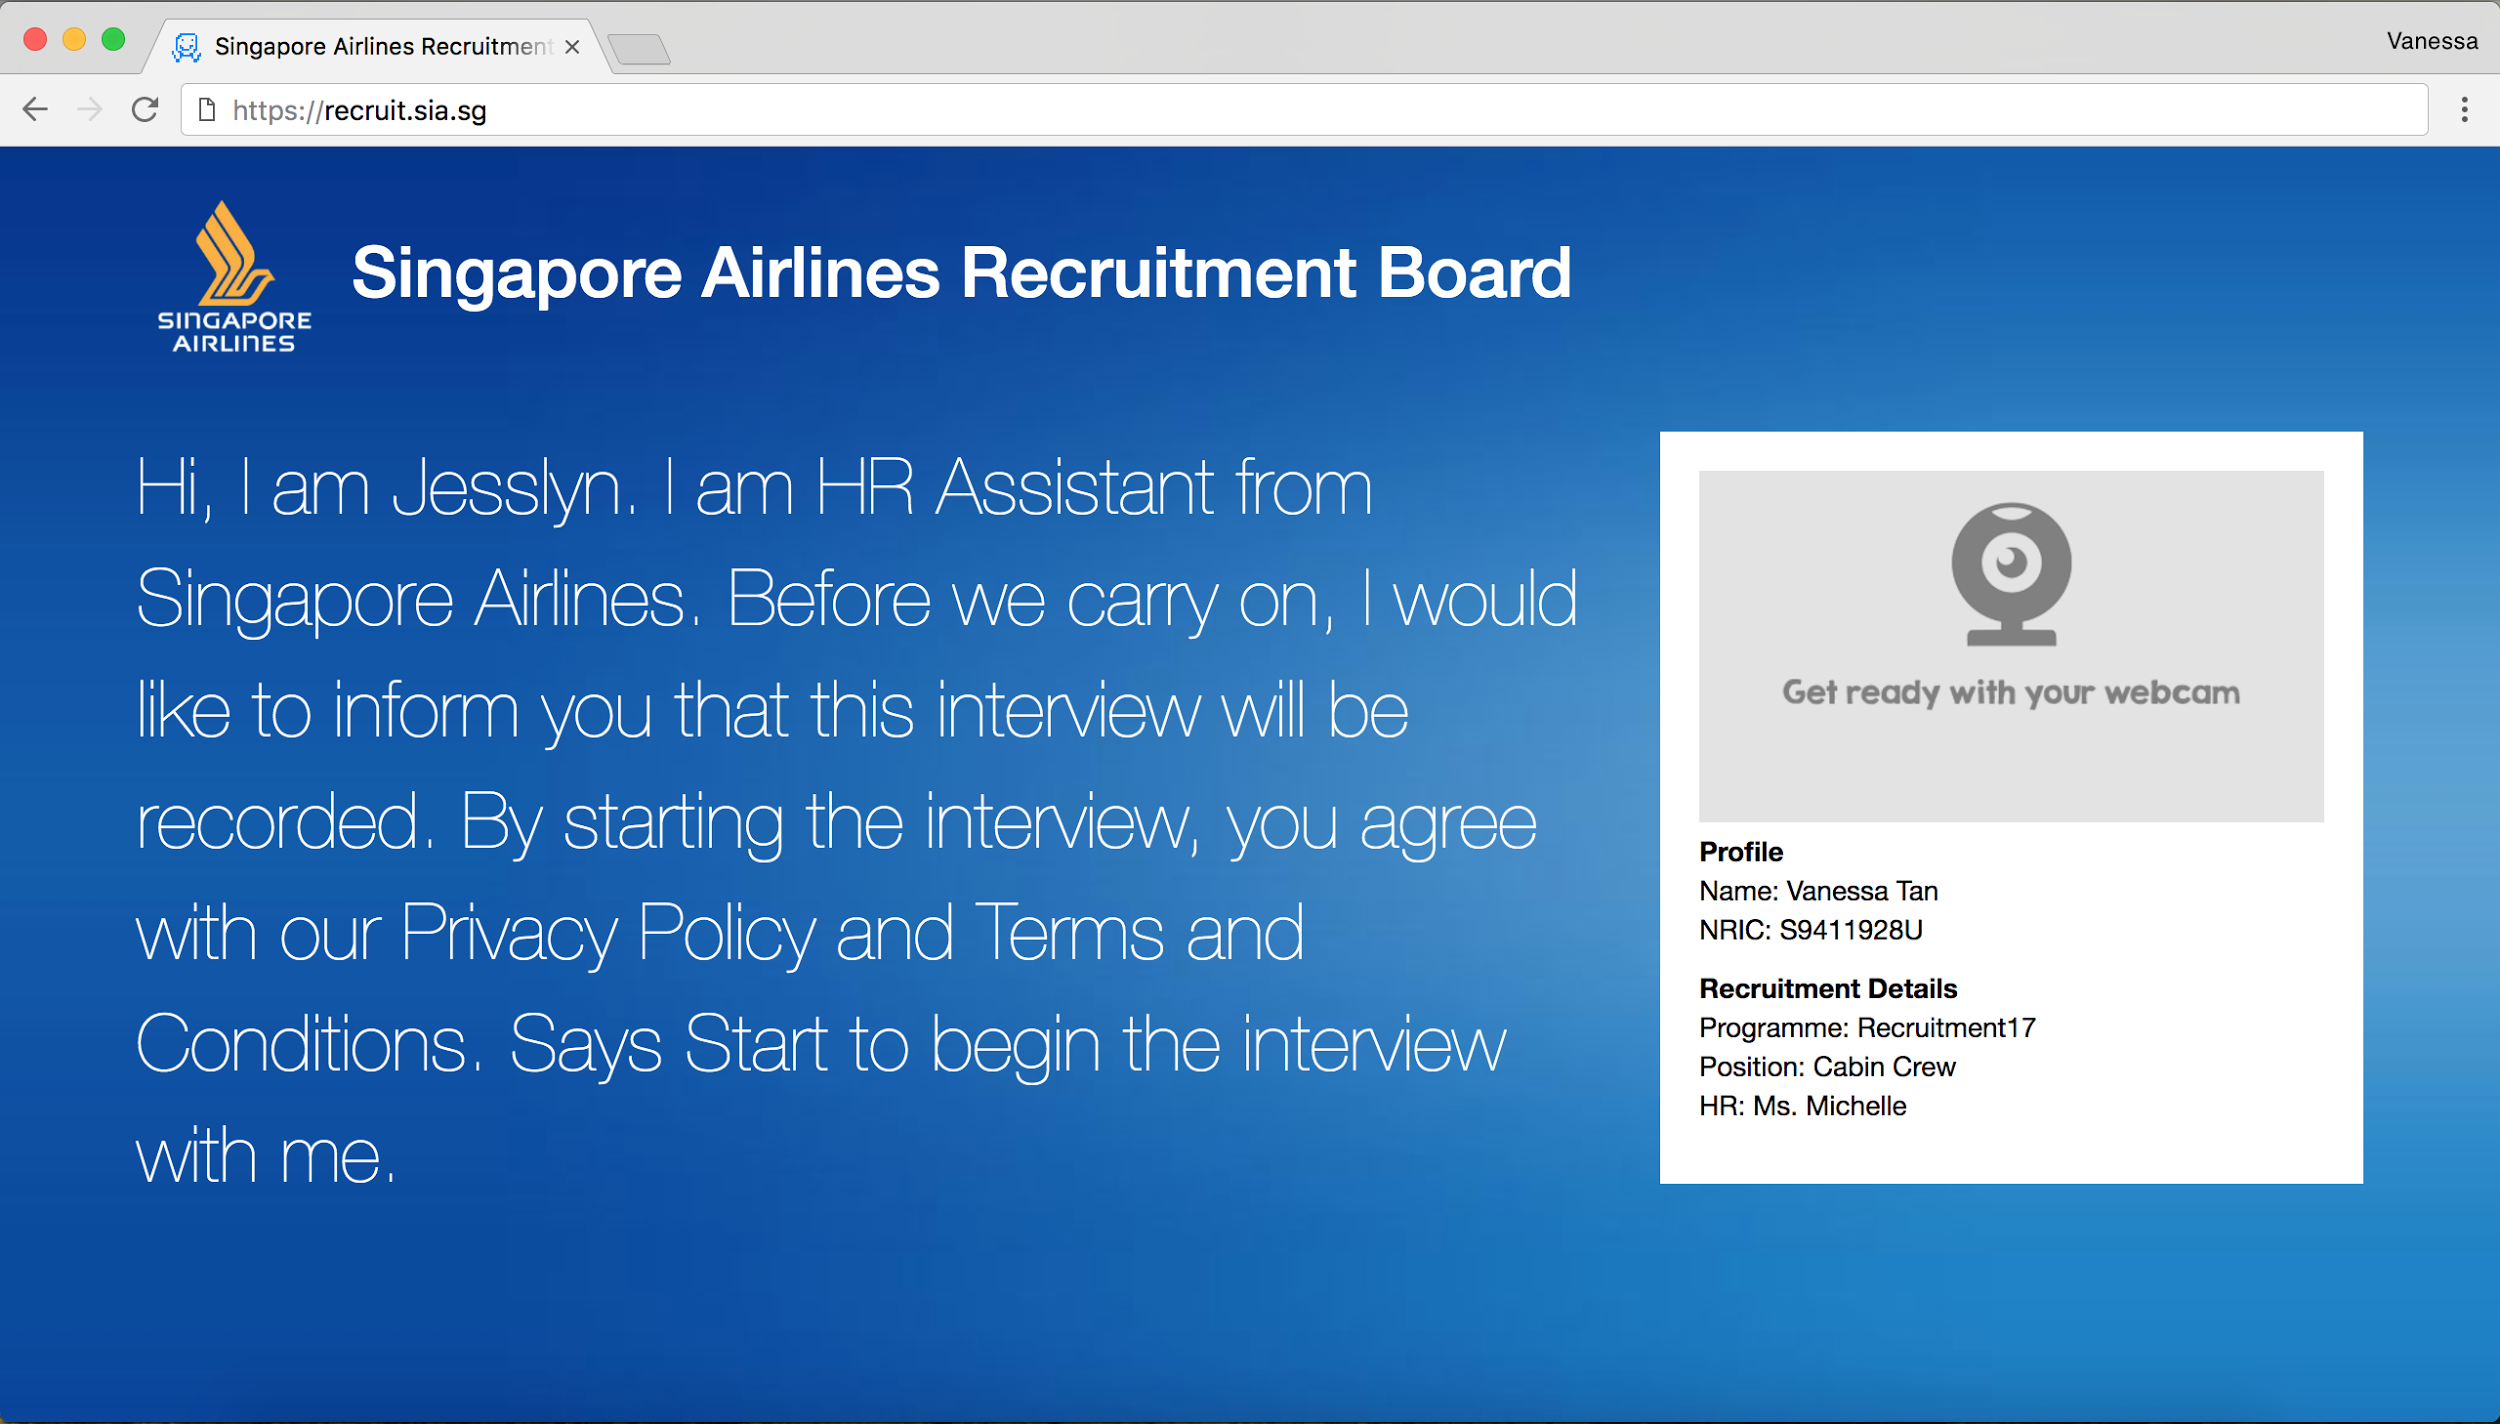 Singapore Airlines Recruitment
Vanessa
https://recruit.sia.sg
SINGAPORE
AIRLINES
Singapore Airlines Recruitment Board
Hi, I am Jesslyn. I am HR Assistant from
Singapore Airlines. Before we carry on, I would
like to inform you that this interview will be
recorded. By starting the interview, you agree
with our Privacy Policy and Terms and
Conditions. Says Start to begin the interview
with me.
Get ready with your webcam
Profile
Name: Vanessa Tan
NRIC: S9411928U
Recruitment Details
Programme: Recruitment17
Position: Cabin Crew
HR: Ms. Michelle